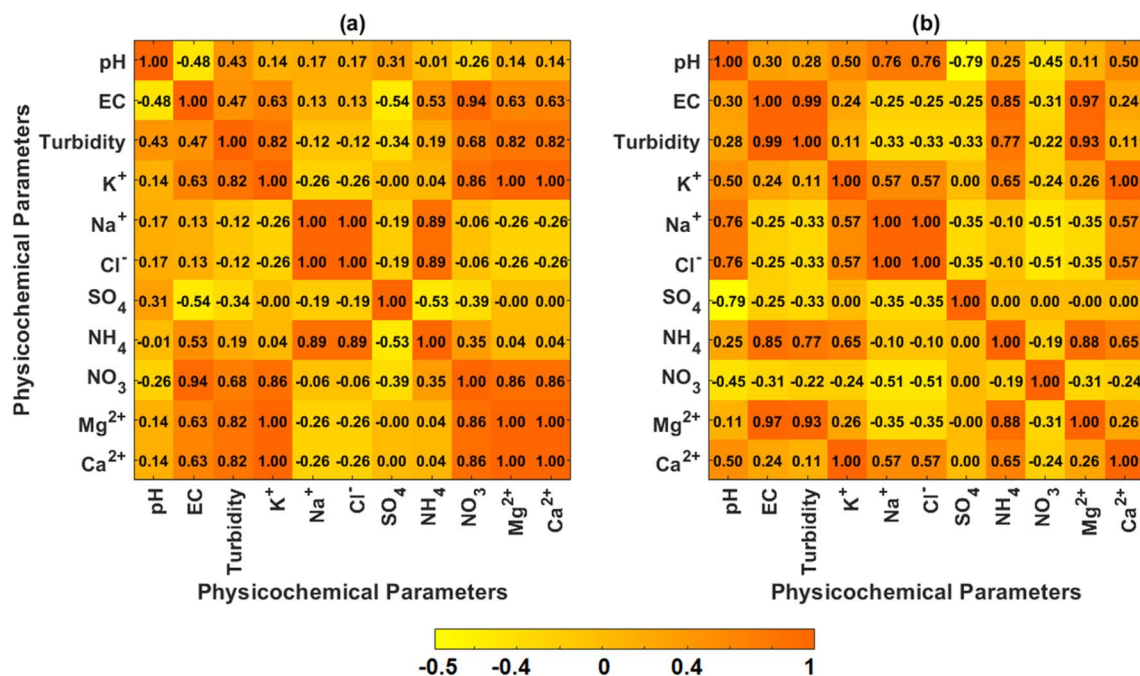 (a)
pH 1.00 -0.48 0.43 0.14 0.17 0.17 0.31 -0.01 -0.26 0.14 0.14
EC -0.48 1.00 0.47 0.63 0.13 0.13 -0.54 0.53 0.94 0.63 0.63
Turbidity 0.43 0.47 1.00 0.82 -0.12 -0.12 -0.34 0.19 0.68 0.82 0.82
K+ 0.14 0.63 0.82 1.00 -0.26 -0.26 -0.00 0.04 0.86 1.00 1.00
Na+ 0.17 0.13 -0.12 -0.26 1.00 1.00 -0.19 0.89 -0.06 -0.26 -0.26
Cl- 0.17 0.13 -0.12 -0.26 1.00 1.00 -0.19 0.89 -0.06 -0.26 -0.26
SO4 0.31 -0.54 -0.34 -0.00 -0.19 -0.19 1.00 -0.53 -0.39 -0.00 0.00
NH4 -0.01 0.53 0.19 0.04 0.89 0.89 -0.53 1.00 0.35 0.04 0.04
NO3 -0.26 0.94 0.68 0.86 -0.06 -0.06 -0.39 0.35 1.00 0.86 0.86
Mg2+ 0.14 0.63 0.82 1.00 -0.26 -0.26 -0.00 0.04 0.86 1.00 1.00
Ca2+ 0.14 0.63 0.82 1.00 -0.26 -0.26 0.00 0.04 0.86 1.00 1.00
pH EC Turbidity K+ Na+ Cl- SO4 NH4 NO3 Mg2+ Ca2+
Physicochemical Parameters
Physicochemical Parameters
(b)
pH 1.00 0.30 0.28 0.50 0.76 0.76 -0.79 0.25 -0.45 0.11 0.50
EC 0.30 1.00 0.99 0.24 -0.25 -0.25 -0.25 0.85 -0.31 0.97 0.24
Turbidity 0.28 0.99 1.00 0.11 -0.33 -0.33 -0.33 0.77 -0.22 0.93 0.11
K+ 0.50 0.24 0.11 1.00 0.57 0.57 0.00 0.65 -0.24 0.26 1.00
Na+ 0.76 -0.25 -0.33 0.57 1.00 1.00 -0.35 -0.10 -0.51 -0.35 0.57
Cl- 0.76 -0.25 -0.33 0.57 1.00 1.00 -0.35 -0.10 -0.51 -0.35 0.57
SO4 -0.79 -0.25 -0.33 0.00 -0.35 -0.35 1.00 0.00 0.00 -0.00 0.00
NH4 0.25 0.85 0.77 0.65 -0.10 -0.10 0.00 1.00 -0.19 0.88 0.65
NO3 -0.45 -0.31 -0.22 -0.24 -0.51 -0.51 0.00 -0.19 1.00 -0.31 -0.24
Mg2+ 0.11 0.97 0.93 0.26 -0.35 -0.35 -0.00 0.88 -0.31 1.00 0.26
Ca2+ 0.50 0.24 0.11 1.00 0.57 0.57 0.00 0.65 -0.24 0.26 1.00
pH EC Turbidity K+ Na+ Cl- SO4 NH4 NO3 Mg2+ Ca2+
Physicochemical Parameters
-0.5 -0.4 0 0.4 1